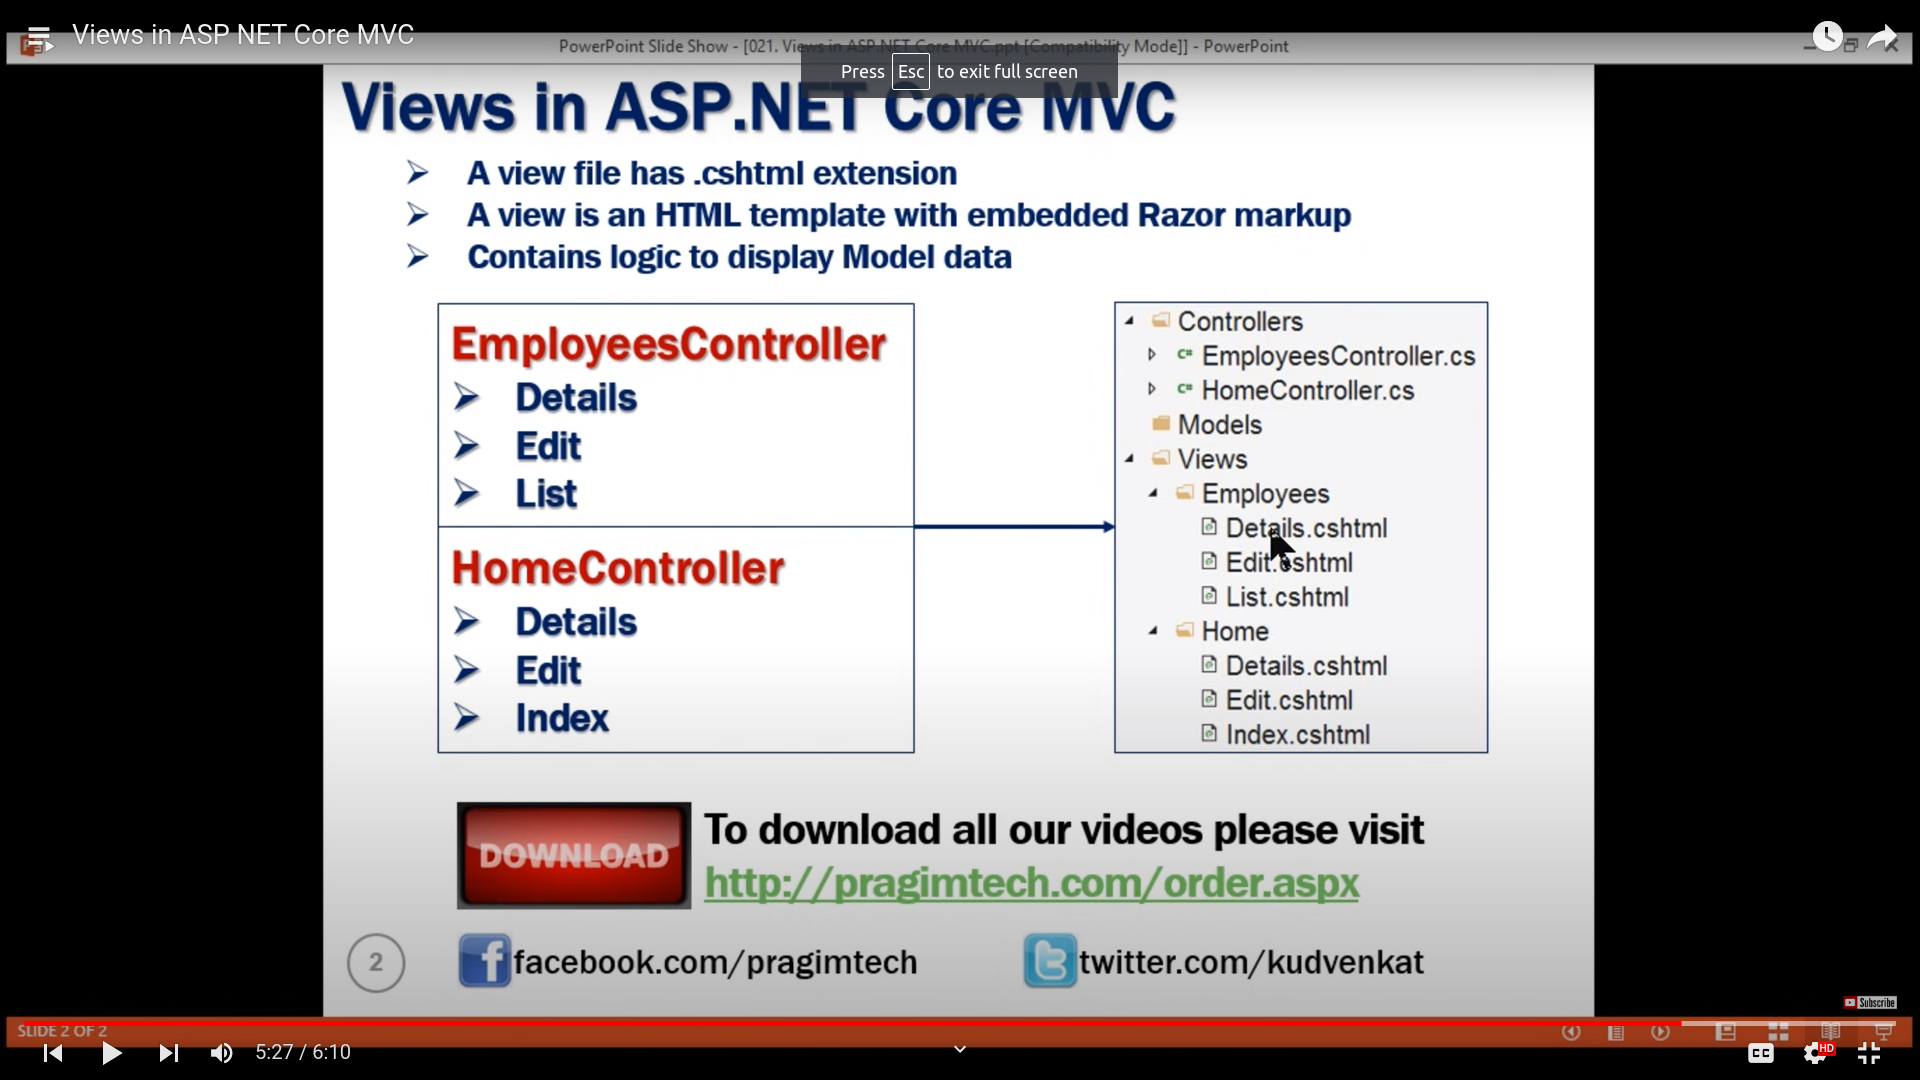 Views in ASP NET Core MVC
PowerPoint Slide Show - [021. Views in ASP.NET Core MVC.ppt [Compatibility Mode]] - PowerPoint
Press Esc to exit full screen
Views in ASP.NET Core MVC
A view file has .cshtml extension
A view is an HTML template with embedded Razor markup
Contains logic to display Model data
EmployeesController
Details
Edit
List
HomeController
Details
Edit
Index
Controllers
C# EmployeesController.cs
C# HomeController.cs
Models
Views
Employees
Details.cshtml
Edit.cshtml
List.cshtml
Home
Details.cshtml
Edit.cshtml
Index.cshtml
DOWNLOAD
To download all our videos please visit
http://pragimtech.com/order.aspx
2
facebook.com/pragimtech
twitter.com/kudvenkat
Subscribe
SLIDE 2 OF 2
5:27 / 6:10
CC
HD